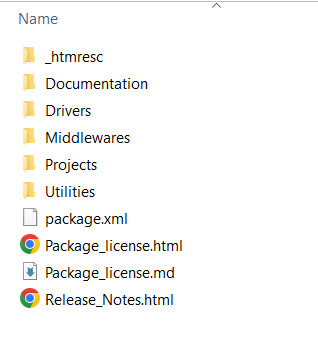 Name
_htmresc
Documentation
Drivers
Middlewares
Projects
Utilities
package.xml
Package_license.html
Package_license.md
Release_Notes.html